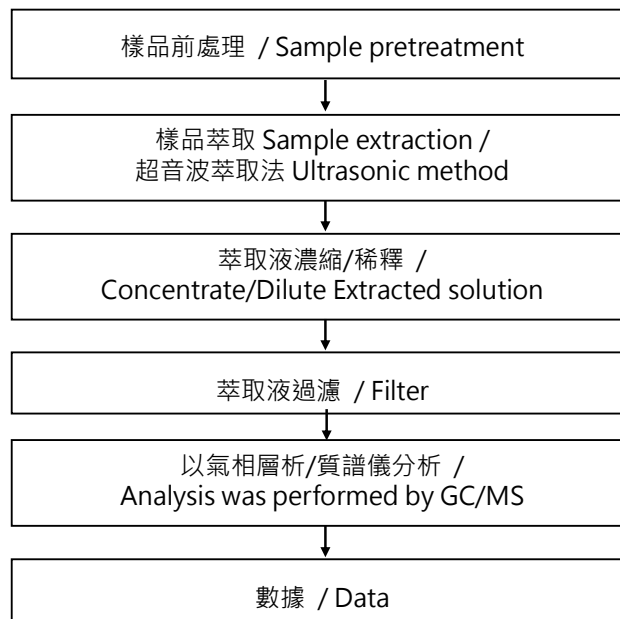 樣品前處理 / Sample pretreatment
樣品萃取 Sample extraction /
超音波萃取法 Ultrasonic method
萃取液濃縮/稀釋 /
Concentrate/Dilute Extracted solution
萃取液過濾 / Filter
以氣相層析/質譜儀分析 /
Analysis was performed by GC/MS
數據 / Data